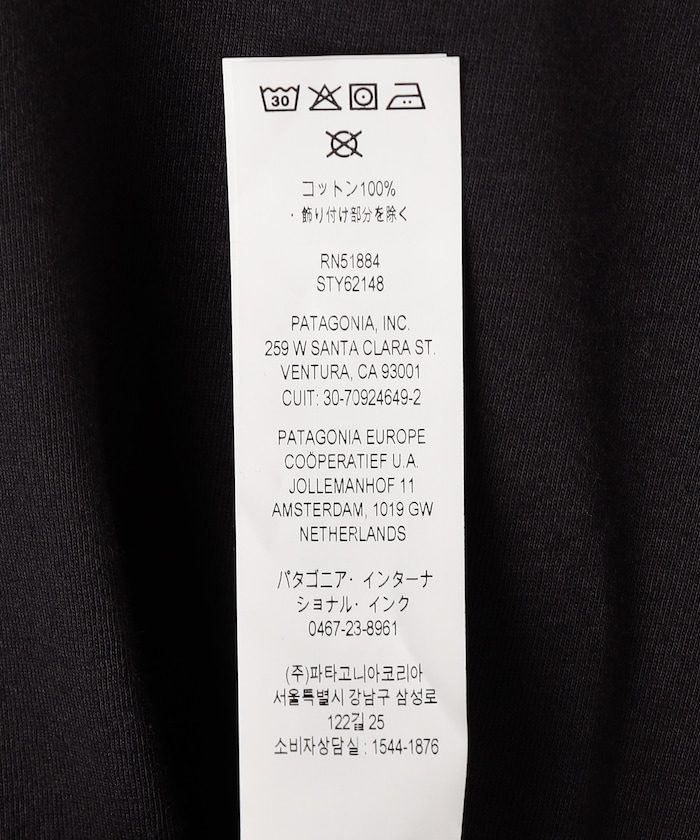 30
コットン100%
・飾り付け部分を除く
RN51884
STY62148
PATAGONIA, INC.
259 W SANTA CLARA ST.
VENTURA, CA 93001
CUIT: 30-70924649-2
PATAGONIA EUROPE
COÖPERATIEF U.A.
JOLLEMANHOF 11
AMSTERDAM, 1019 GW
NETHERLANDS
パタゴニア・インターナ
ショナル・インク
0467-23-8961
(주)파타고니아코리아
서울특별시 강남구 삼성로
122길 25
소비자상담실 : 1544-1876